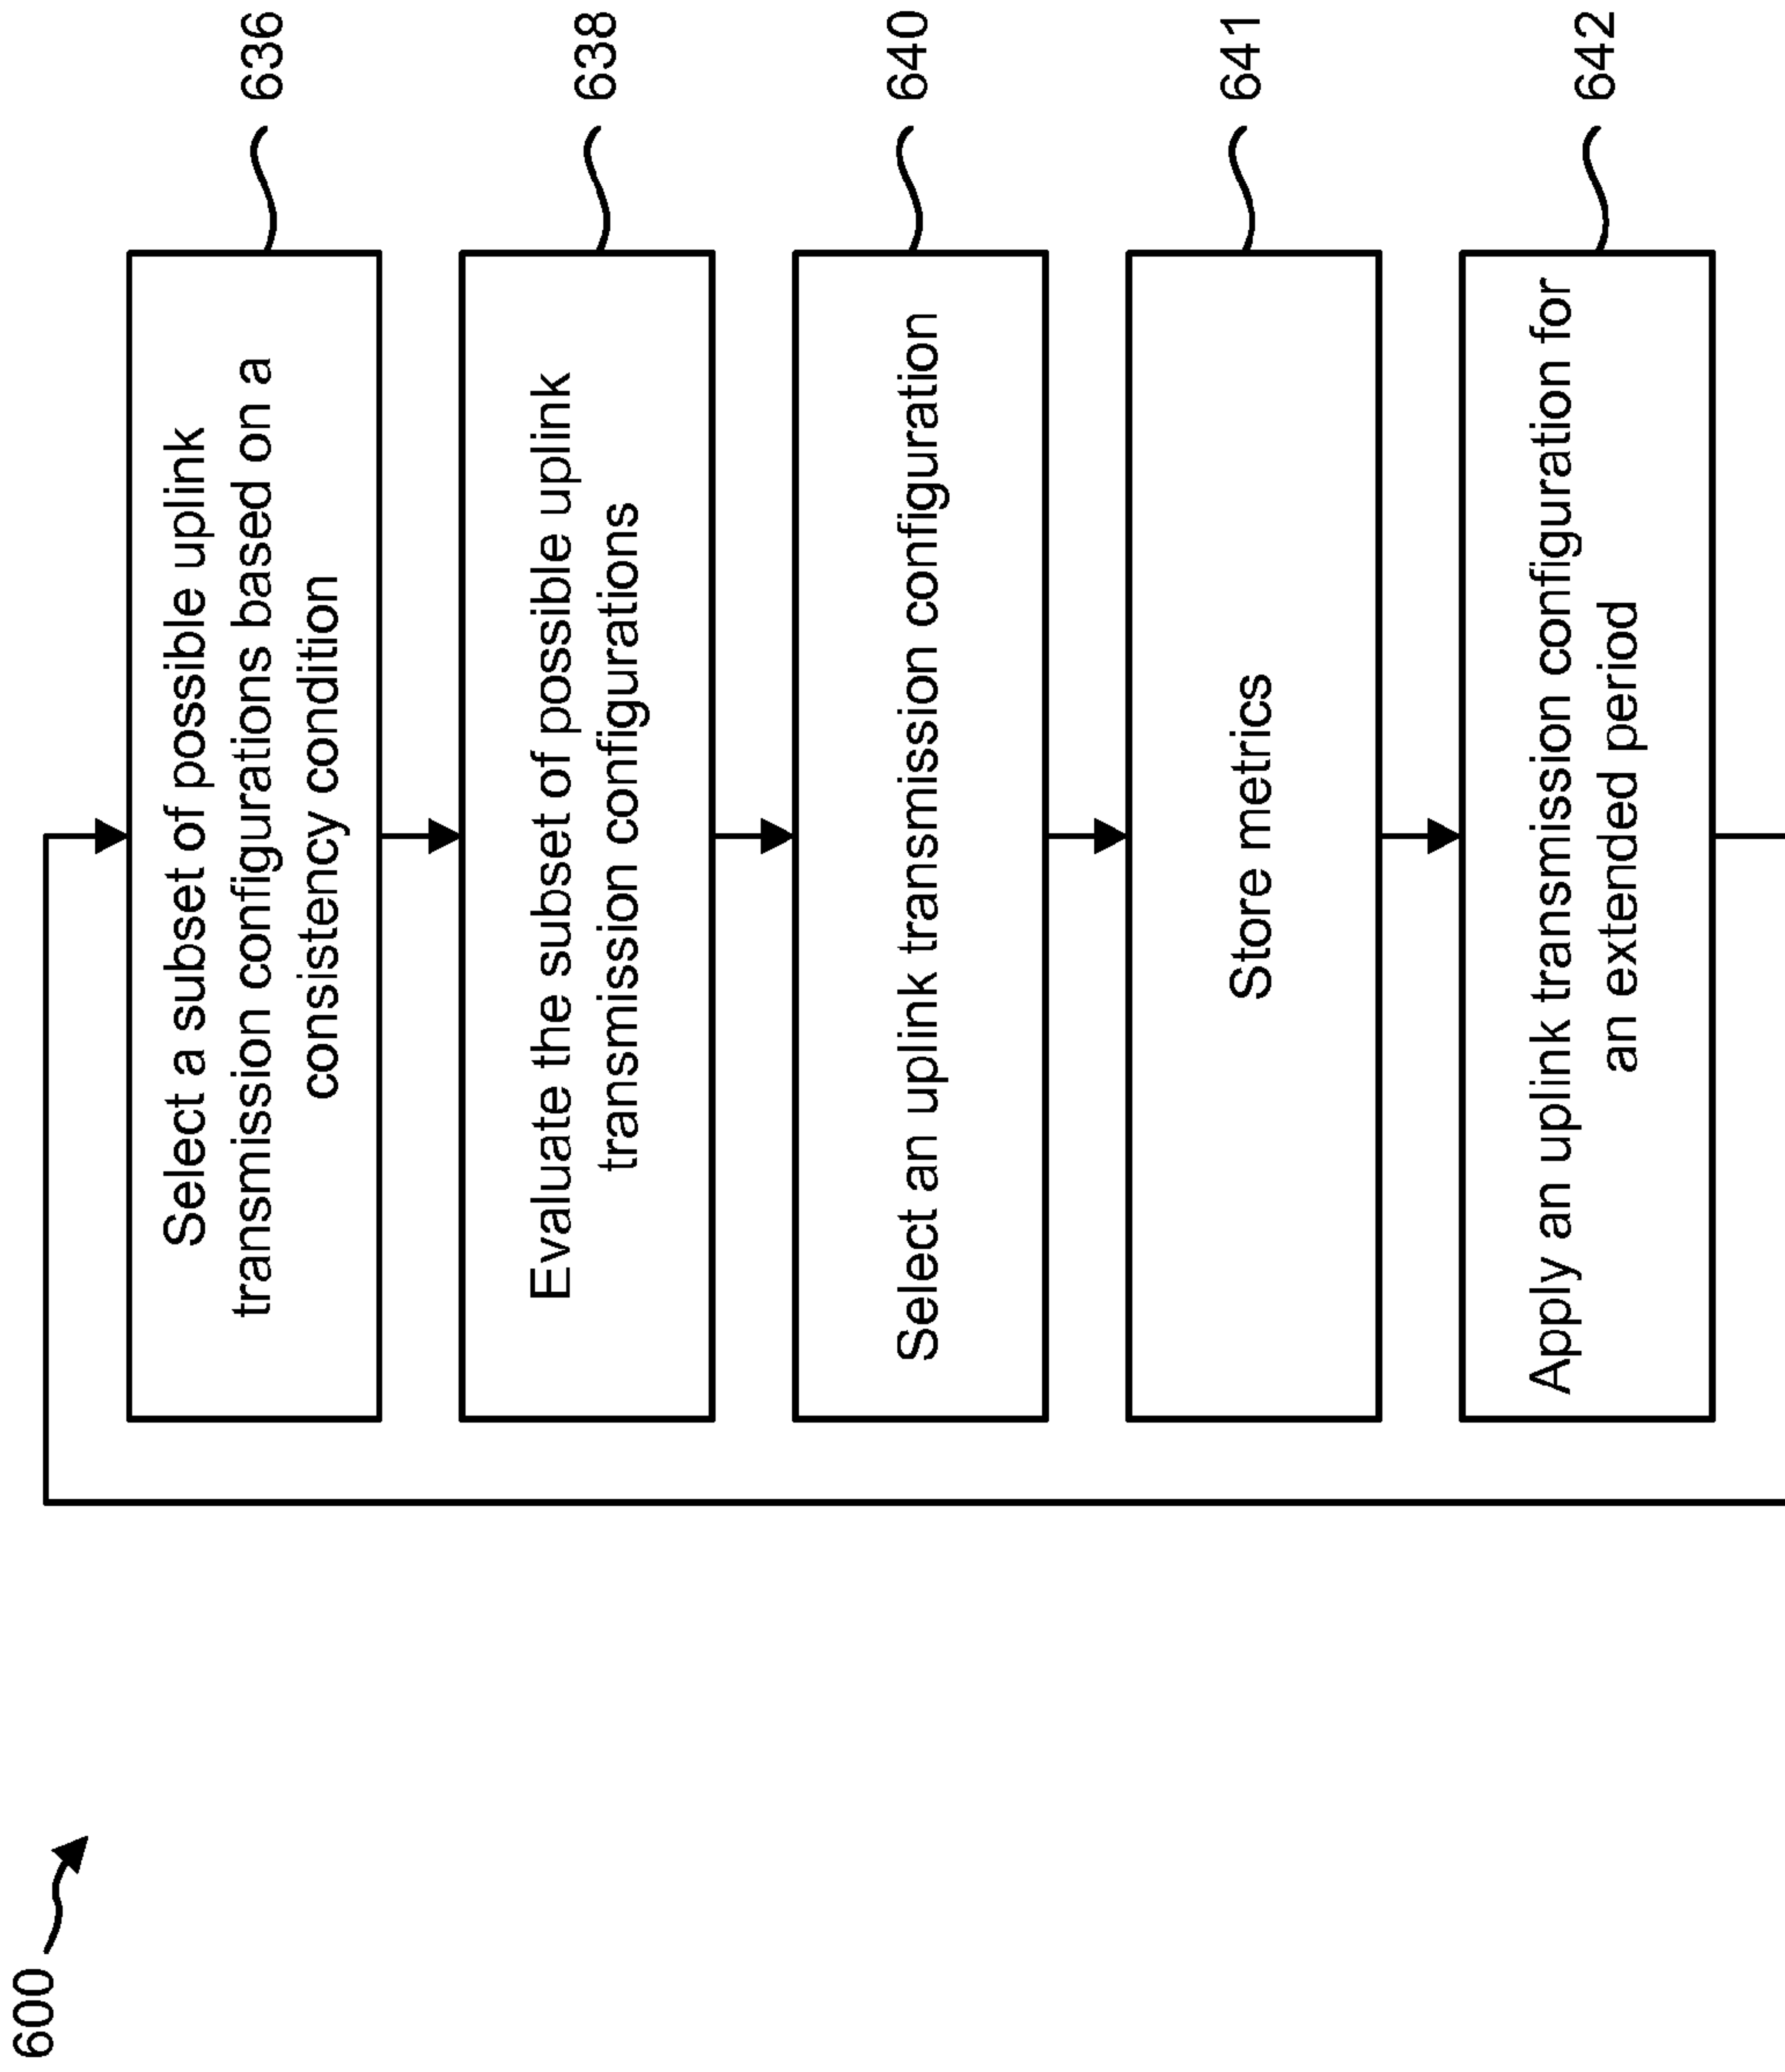 600
Select a subset of possible uplink
transmission configurations based on a
consistency condition
636
Evaluate the subset of possible uplink
transmission configurations
638
Select an uplink transmission configuration
640
Store metrics
641
Apply an uplink transmission configuration for
an extended period
642